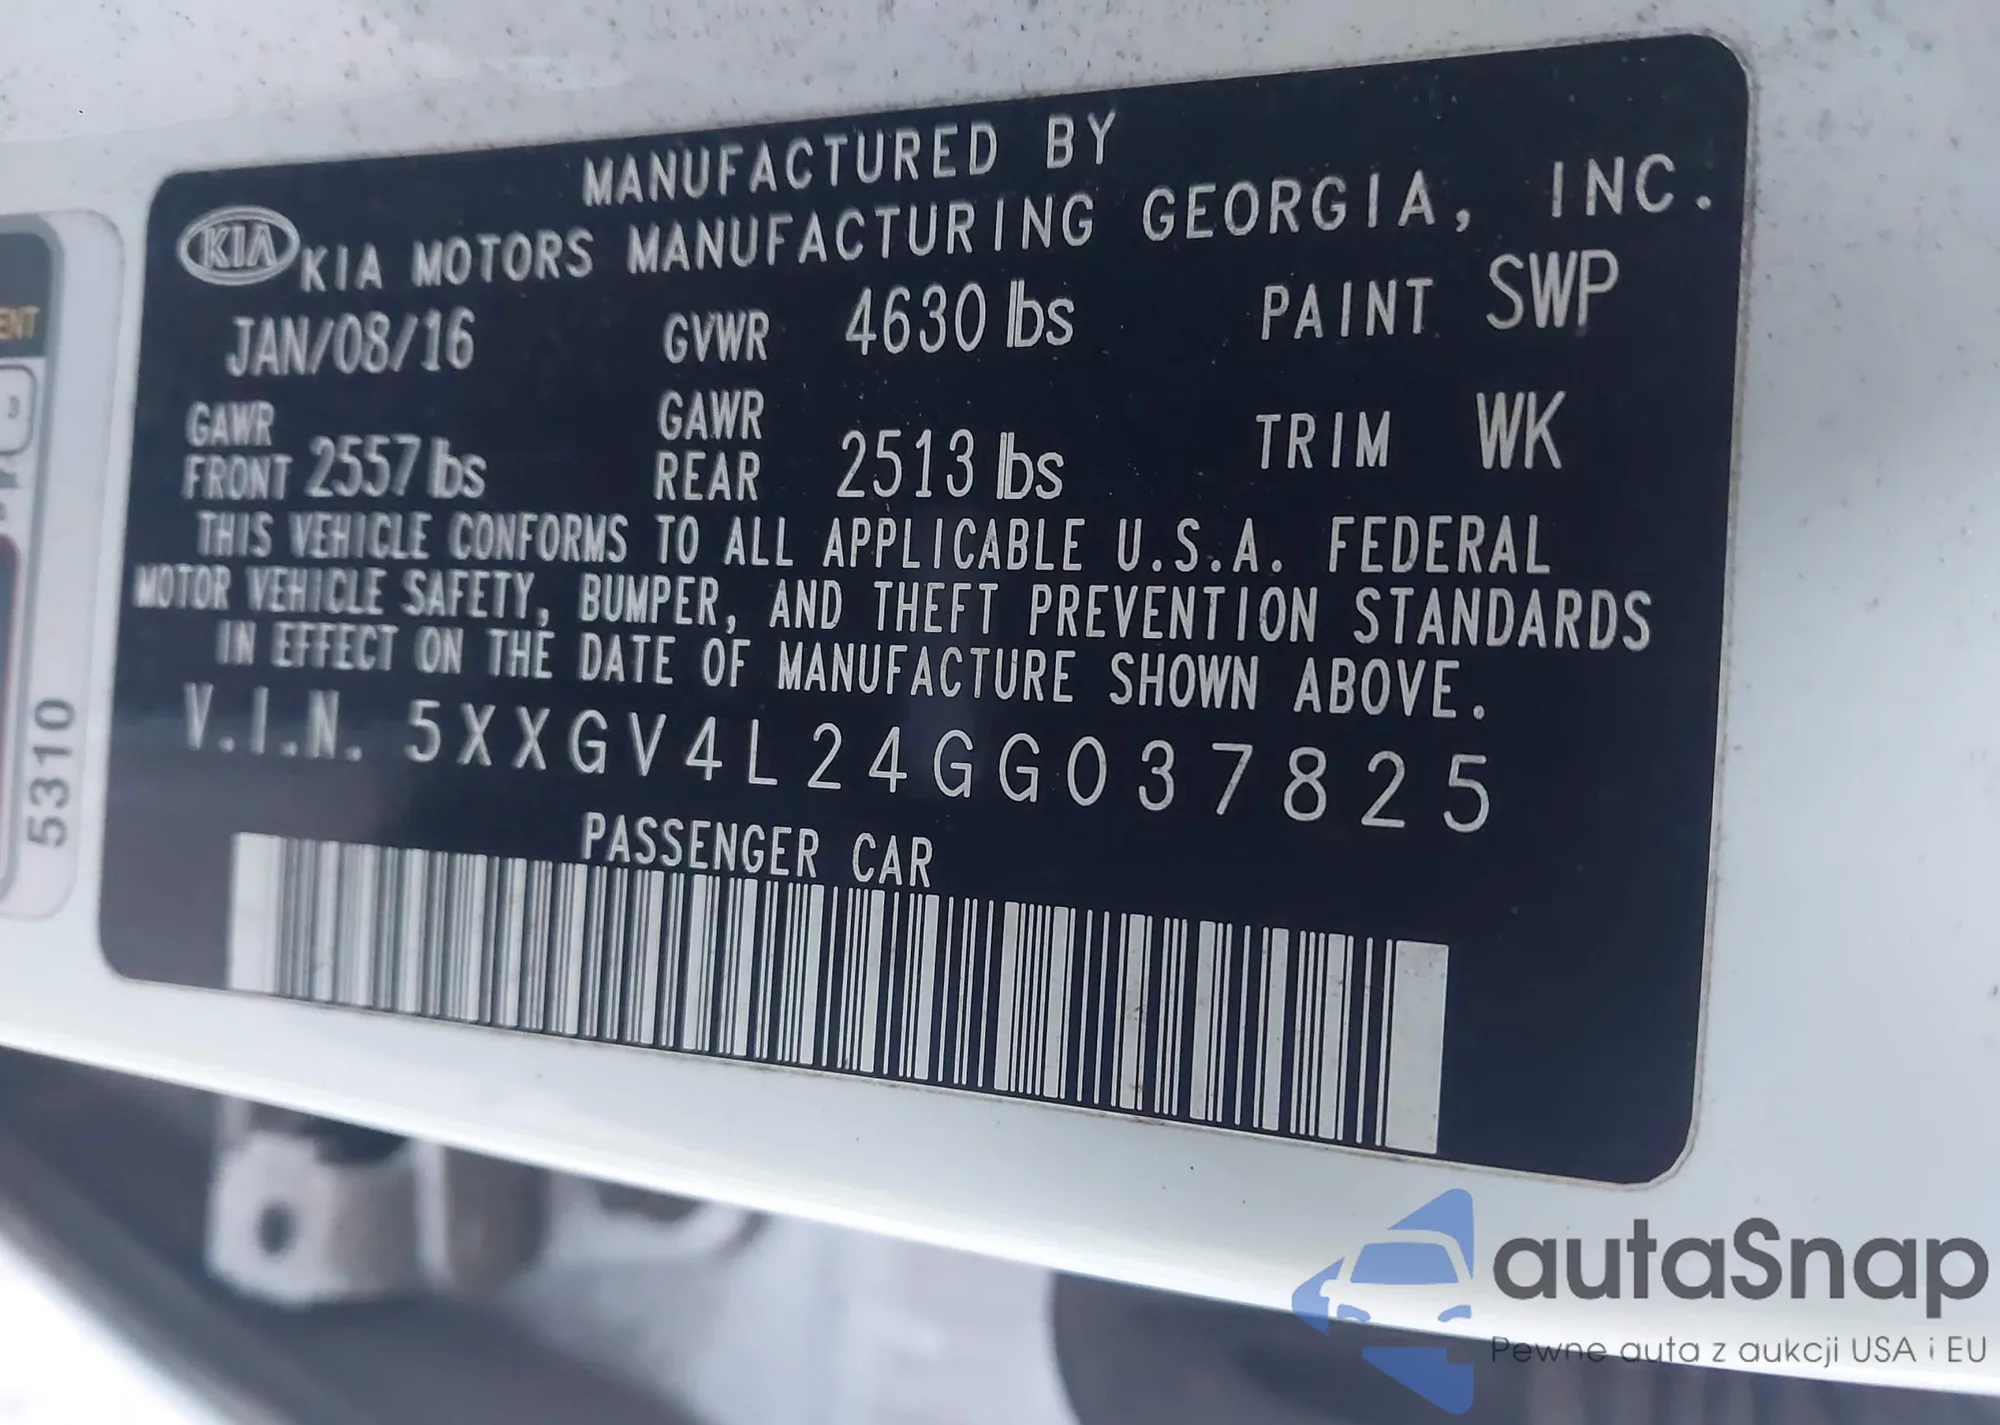 MANUFACTURED BY
KIA KIA MOTORS MANUFACTURING GEORGIA, INC.
JAN/08/16 GVWR 4630 lbs PAINT SWP
GAWR FRONT 2557 lbs GAWR REAR 2513 lbs TRIM WK
THIS VEHICLE CONFORMS TO ALL APPLICABLE U.S.A. FEDERAL
MOTOR VEHICLE SAFETY, BUMPER, AND THEFT PREVENTION STANDARDS
IN EFFECT ON THE DATE OF MANUFACTURE SHOWN ABOVE.
V.I.N. 5XXGV4L24GG037825
PASSENGER CAR
5310
autaSnap
Pewne auta z aukcji USA i EU